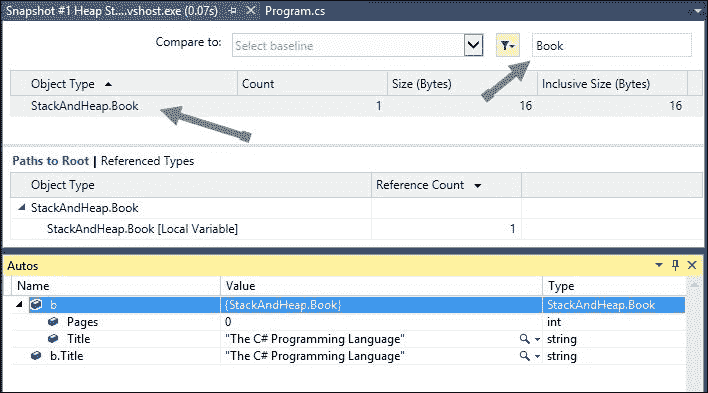 Snapshot #1 Heap St....vshost.exe (0.07s) Program.cs
Compare to: Select baseline Book
Object Type Count Size (Bytes) Inclusive Size (Bytes)
StackAndHeap.Book 1 16 16
Paths to Root | Referenced Types
Object Type Reference Count
StackAndHeap.Book
StackAndHeap.Book [Local Variable] 1
Autos
Name Value Type
b {StackAndHeap.Book} StackAndHeap.Book
Pages 0 int
Title "The C# Programming Language" string
b.Title "The C# Programming Language" string